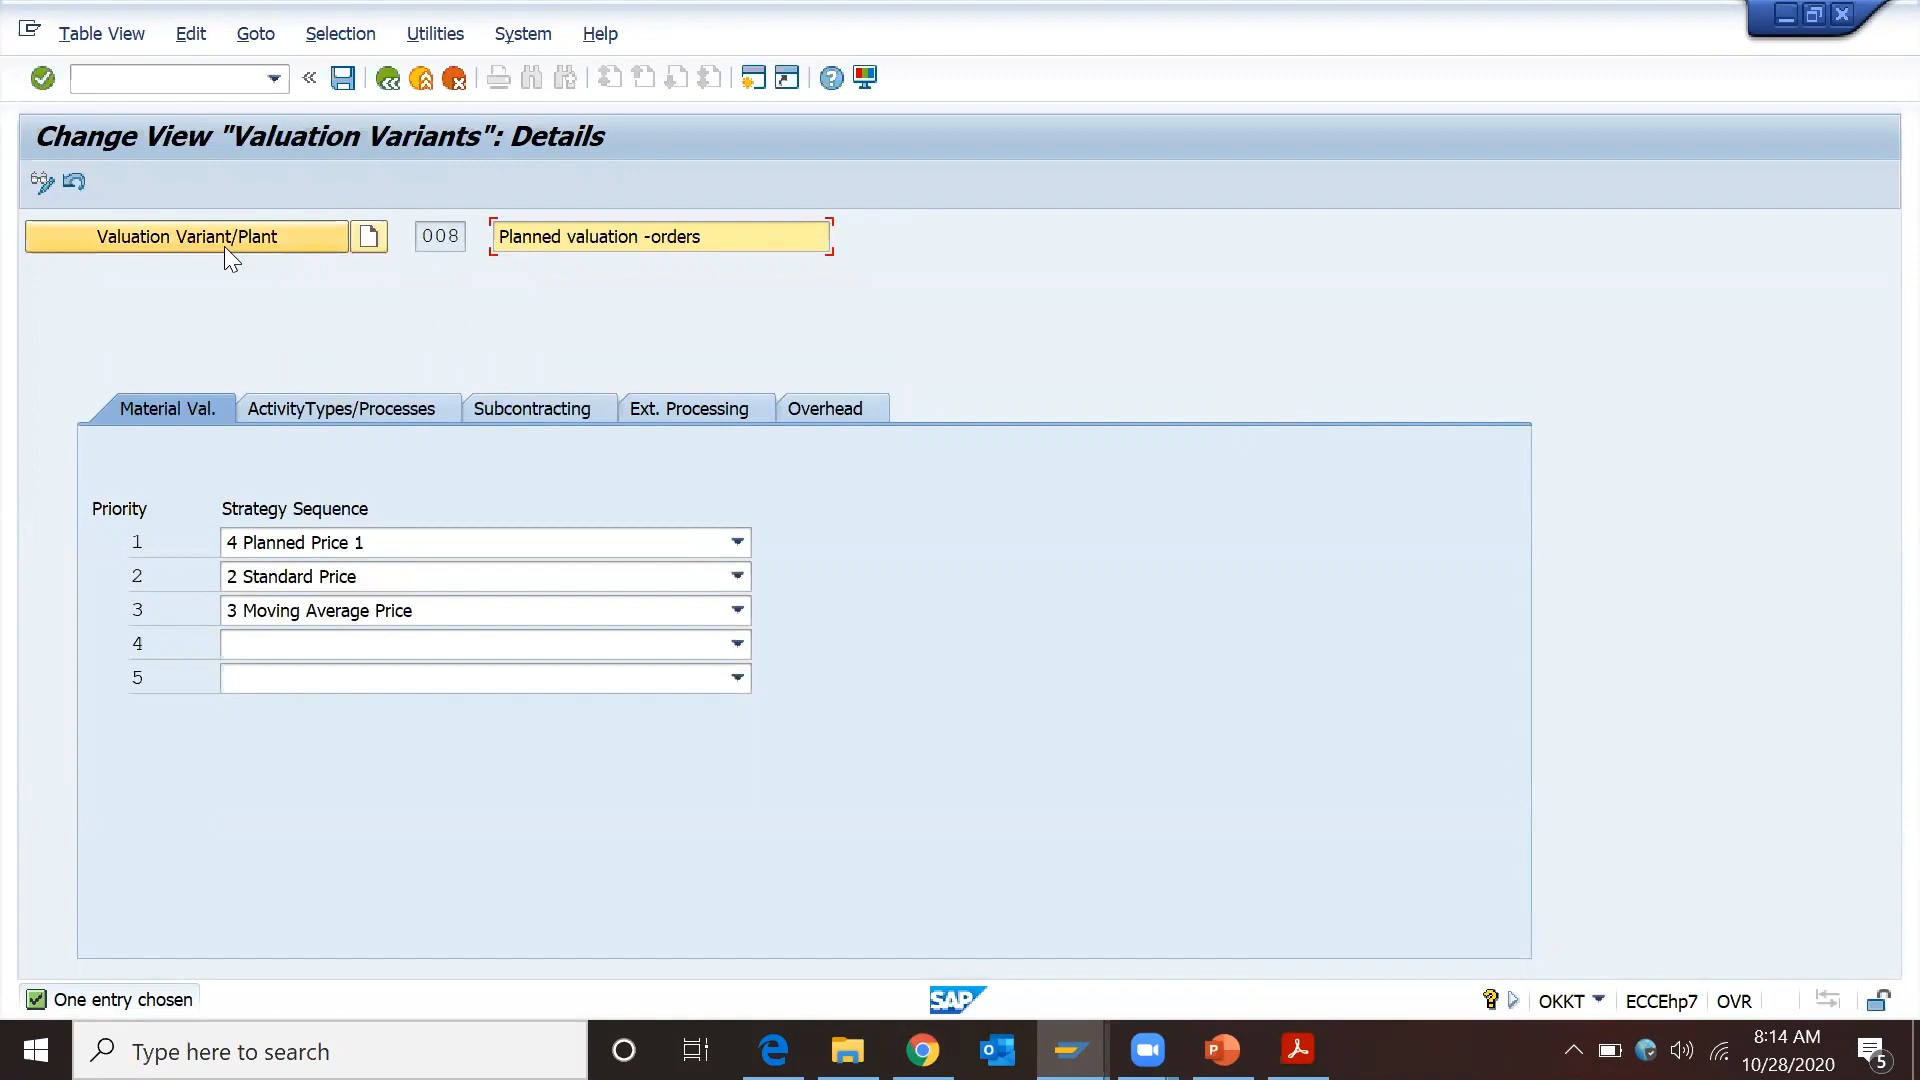 Table View Edit Goto Selection Utilities System Help
Change View "Valuation Variants": Details
Valuation Variant/Plant 008 Planned valuation -orders
Material Val. ActivityTypes/Processes Subcontracting Ext. Processing Overhead
Priority Strategy Sequence
1 4 Planned Price 1
2 2 Standard Price
3 3 Moving Average Price
4
5
One entry chosen SAP OKKT ECCEhp7 OVR
Type here to search 8:14 AM
10/28/2020 5